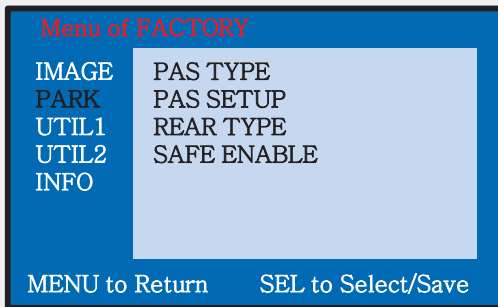 Menu of FACTORY
IMAGE PAS TYPE
PARK PAS SETUP
UTIL1 REAR TYPE
UTIL2 SAFE ENABLE
INFO
MENU to Return SEL to Select/Save